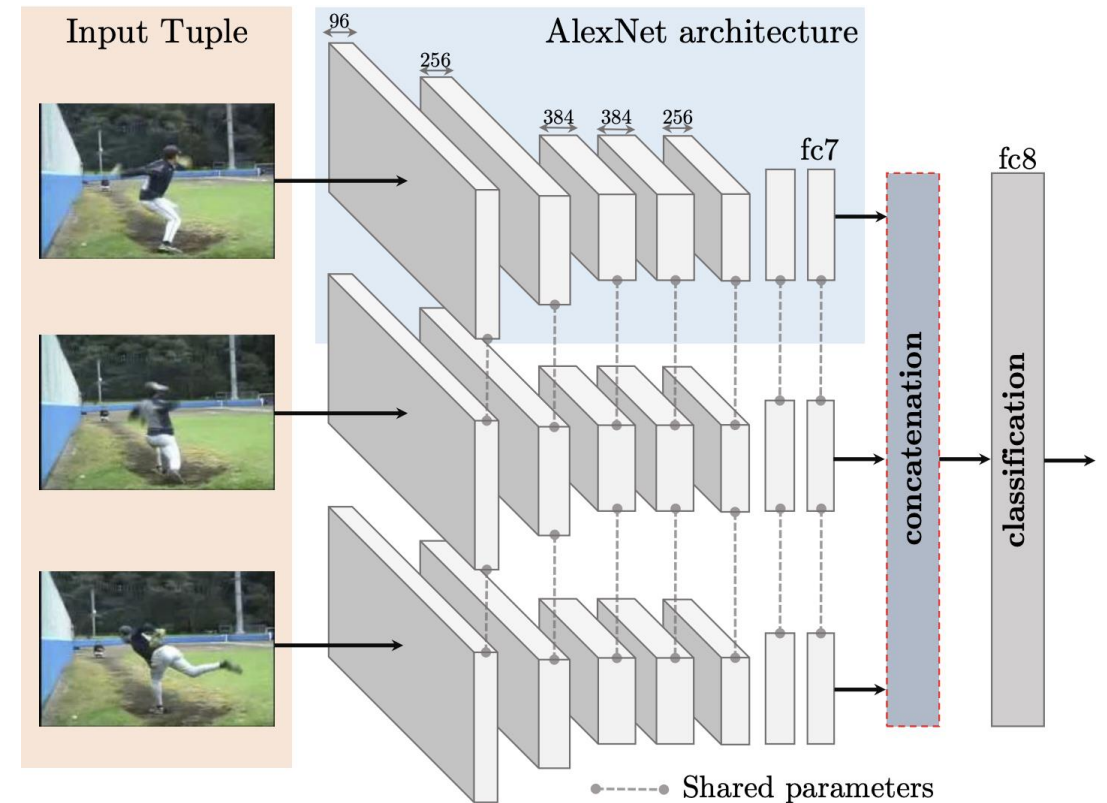 Input Tuple
AlexNet architecture
96
256
384
384
256
fc7
fc8
concatenation
classification
Shared parameters